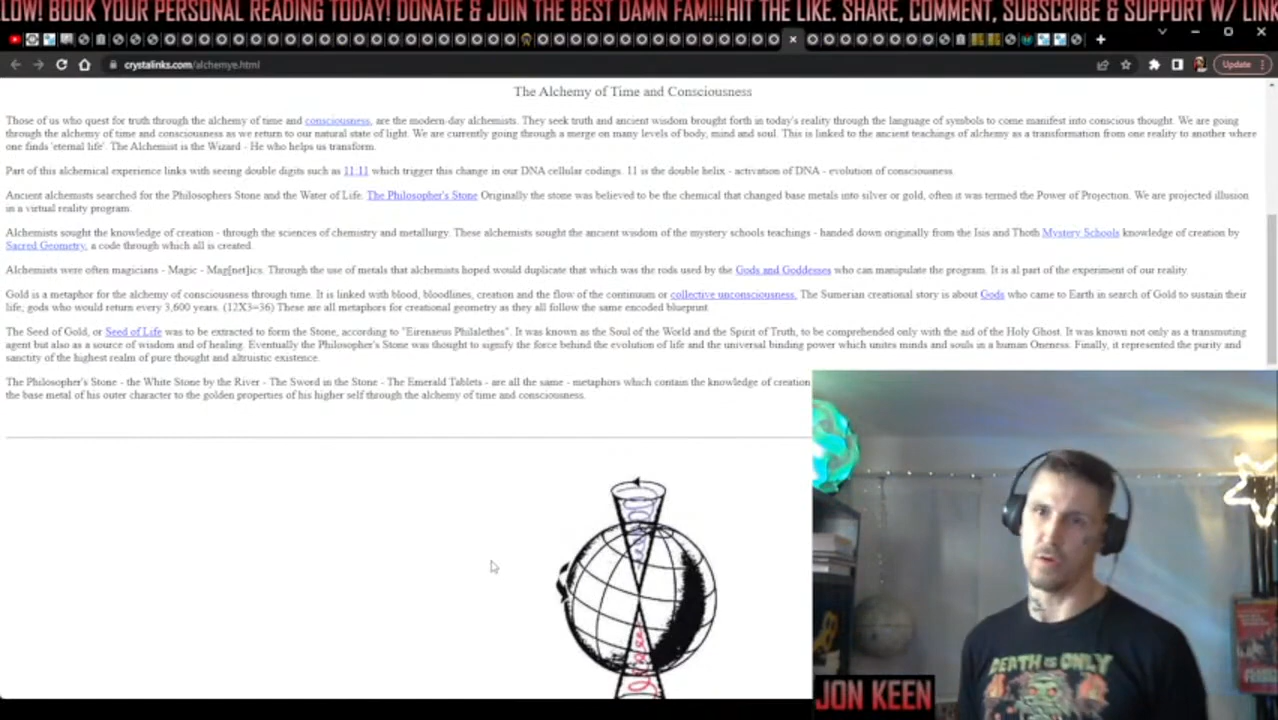 LOW! BOOK YOUR PERSONAL READING TODAY! DONATE & JOIN THE BEST DAMN FAM!!! HIT THE LIKE. SHARE, COMMENT, SUBSCRIBE & SUPPORT W/ LINK
crystalinks.com/alchemye.html
Update
The Alchemy of Time and Consciousness
Those of us who quest for truth through the alchemy of time and consciousness, are the modern-day alchemists. They seek truth and ancient wisdom brought forth in today's reality through the language of symbols to come manifest into conscious thought. We are going
through the alchemy of time and consciousness as we return to our natural state of light. We are currently going through a merge on many levels of body, mind and soul. This is linked to the ancient teachings of alchemy as a transformation from one reality to another where
one finds 'eternal life'. The Alchemist is the Wizard - He who helps us transform.
Part of this alchemical experience links with seeing double digits such as 11:11 which trigger this change in our DNA cellular codings. 11 is the double helix - activation of DNA - evolution of consciousness.
Ancient alchemists searched for the Philosophers Stone and the Water of Life. The Philosopher's Stone Originally the stone was believed to be the chemical that changed base metals into silver or gold, often it was termed the Power of Projection. We are projected illusion
in a virtual reality program.
Alchemists sought the knowledge of creation - through the sciences of chemistry and metallurgy. These alchemists sought the ancient wisdom of the mystery schools teachings - handed down originally from the Isis and Thoth Mystery Schools knowledge of creation by
Sacred Geometry, a code through which all is created.
Alchemists were often magicians - Magic - Mag[net]ics. Through the use of metals that alchemists hoped would duplicate that which was the rods used by the Gods and Goddesses who can manipulate the program. It is al part of the experiment of our reality
Gold is a metaphor for the alchemy of consciousness through time. It is linked with blood, bloodlines, creation and the flow of the continuum or collective unconsciousness. The Sumerian creational story is about Gods who came to Earth in search of Gold to sustain their
life, gods who would return every 3,600 years. (12X3=36) These are all metaphors for creational geometry as they all follow the same encoded blueprint.
The Seed of Gold, or Seed of Life was to be extracted to form the Stone, according to "Eirenaeus Philalethes". It was known as the Soul of the World and the Spirit of Truth, to be comprehended only with the aid of the Holy Ghost. It was known not only as a transmuting
agent but also as a source of wisdom and of healing. Eventually the Philosopher's Stone was thought to signify the force behind the evolution of life and the universal binding power which unites minds and souls in a human Oneness. Finally, it represented the purity and
sanctity of the highest realm of pure thought and altruistic existence.
The Philosopher's Stone - the White Stone by the River - The Sword in the Stone - The Emerald Tablets - are all the same - metaphors which contain the knowledge of creation
the base metal of his outer character to the golden properties of his higher self through the alchemy of time and consciousness.
DEATH IS ONLY
JON KEEN